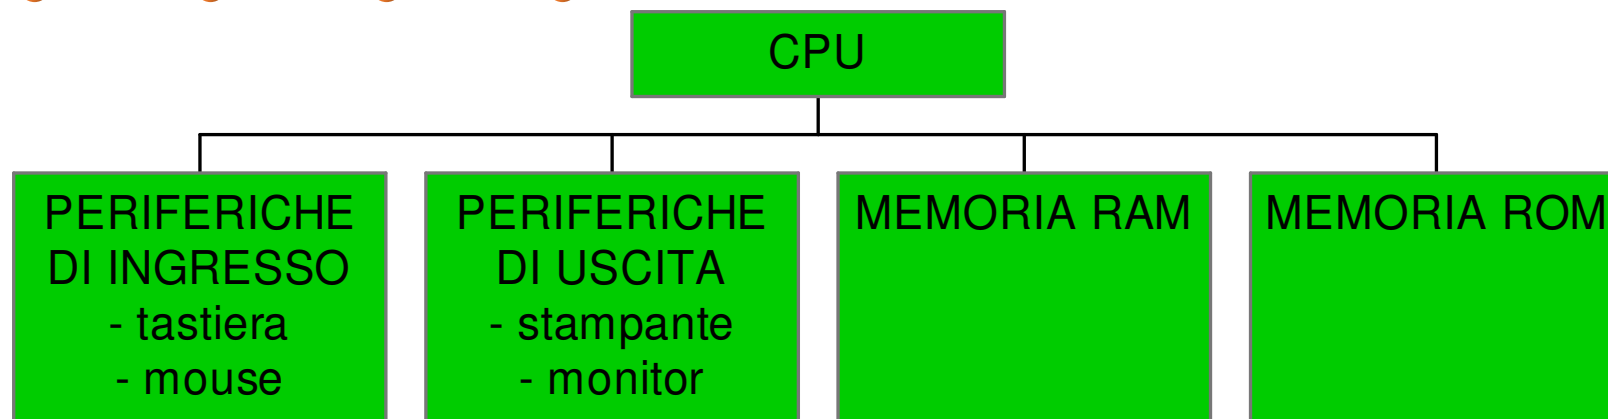 CPU
PERIFERICHE
DI INGRESSO
- tastiera
- mouse
PERIFERICHE
DI USCITA
- stampante
- monitor
MEMORIA RAM
MEMORIA ROM